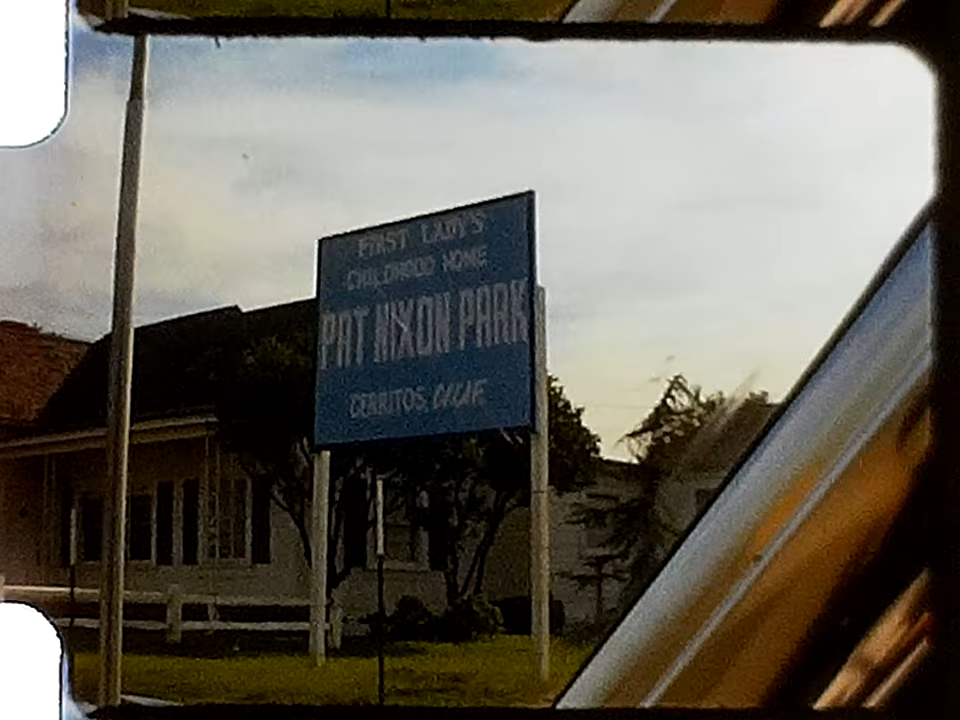 FIRST LADY'S
CHILDHOOD HOME
PAT NIXON PARK
CERRITOS, CALIF.